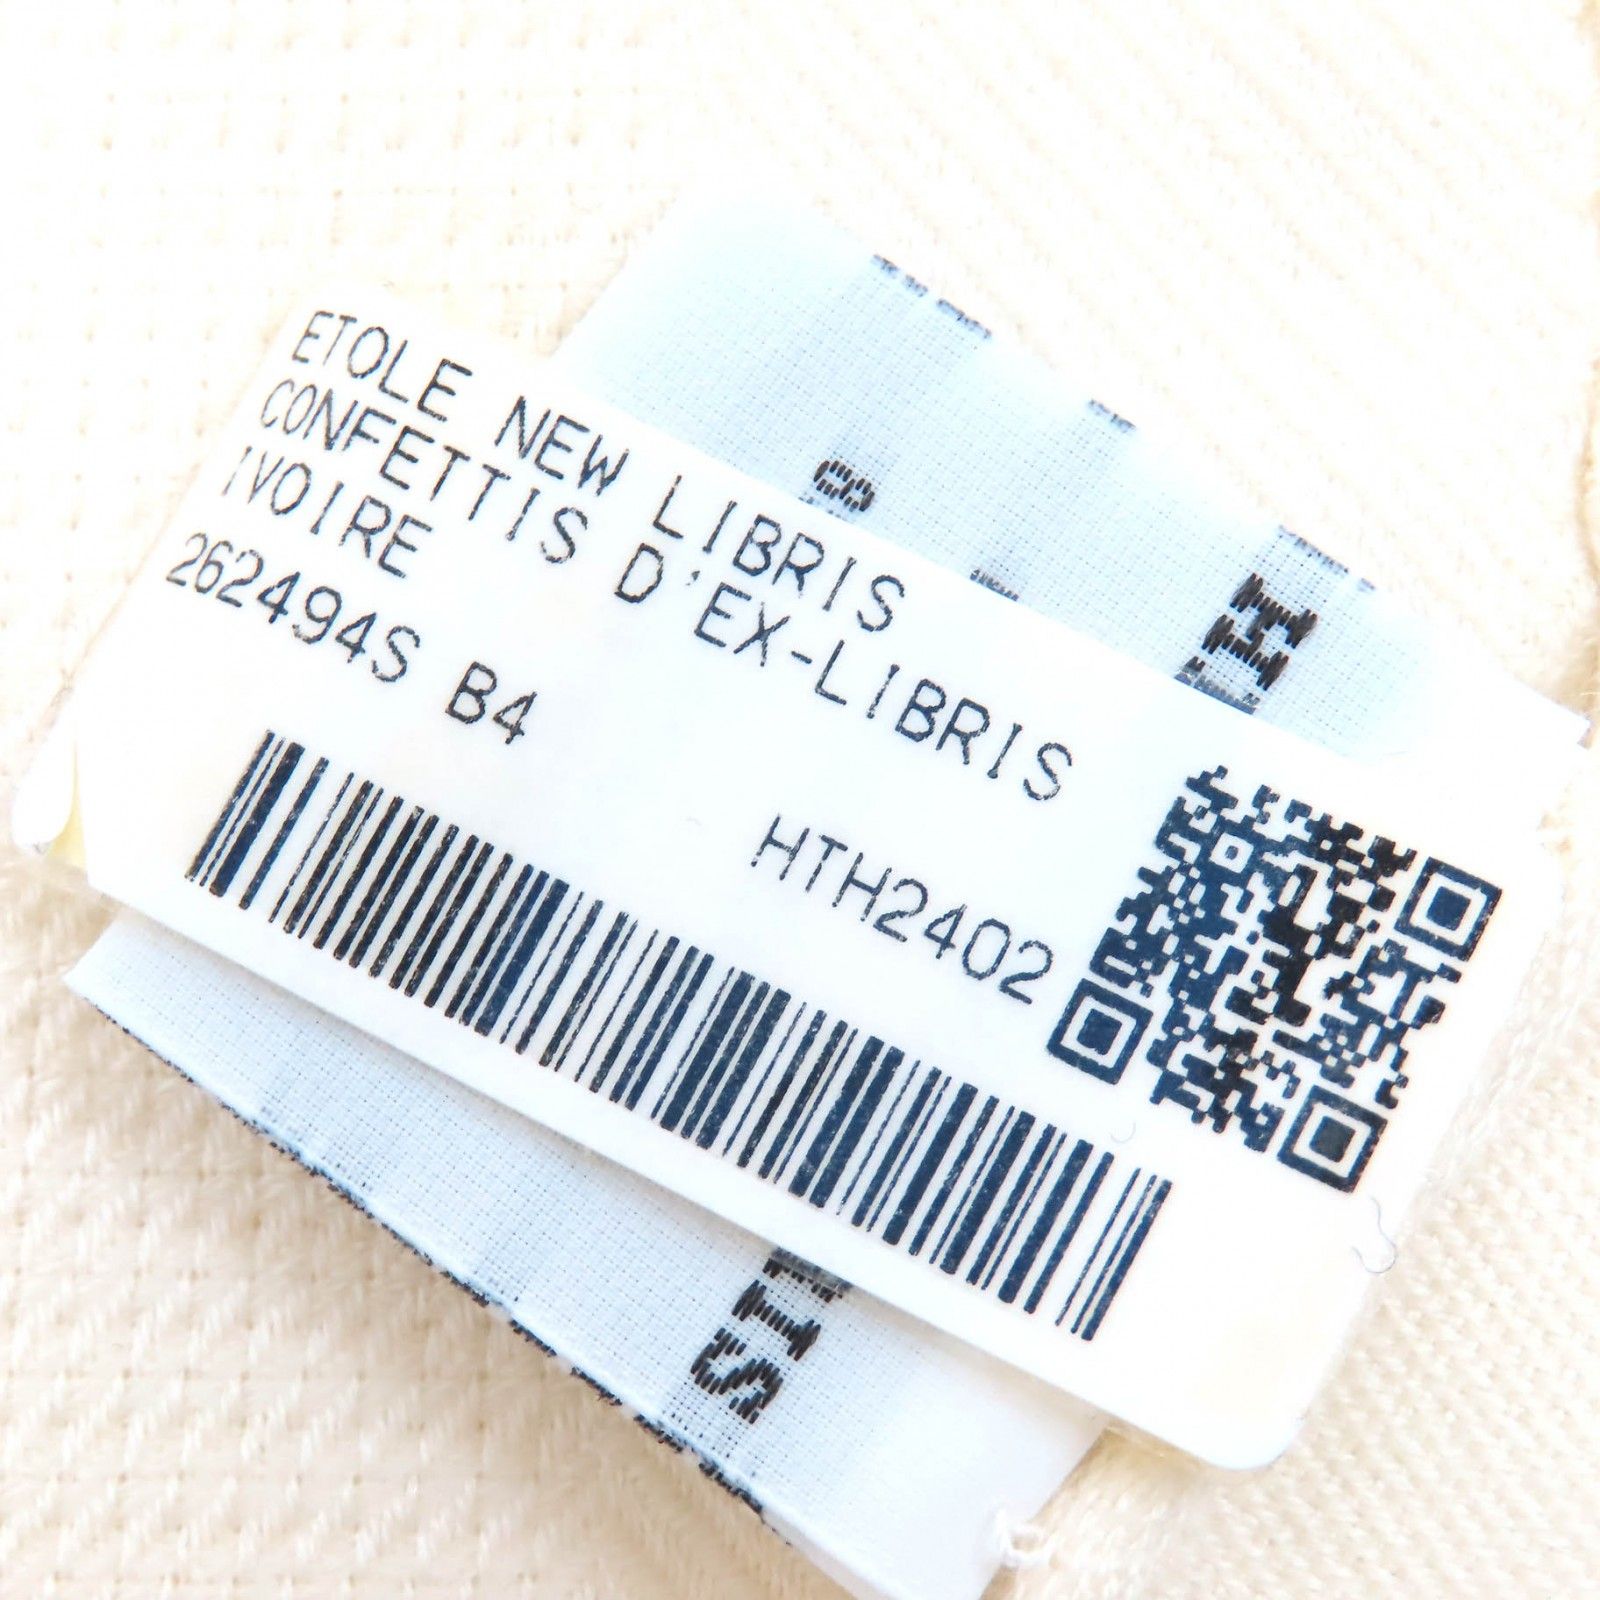 ETOLE NEW LIBRIS
CONFETTIS D'EX-LIBRIS
IVOIRE
262494S B4
HTH2402